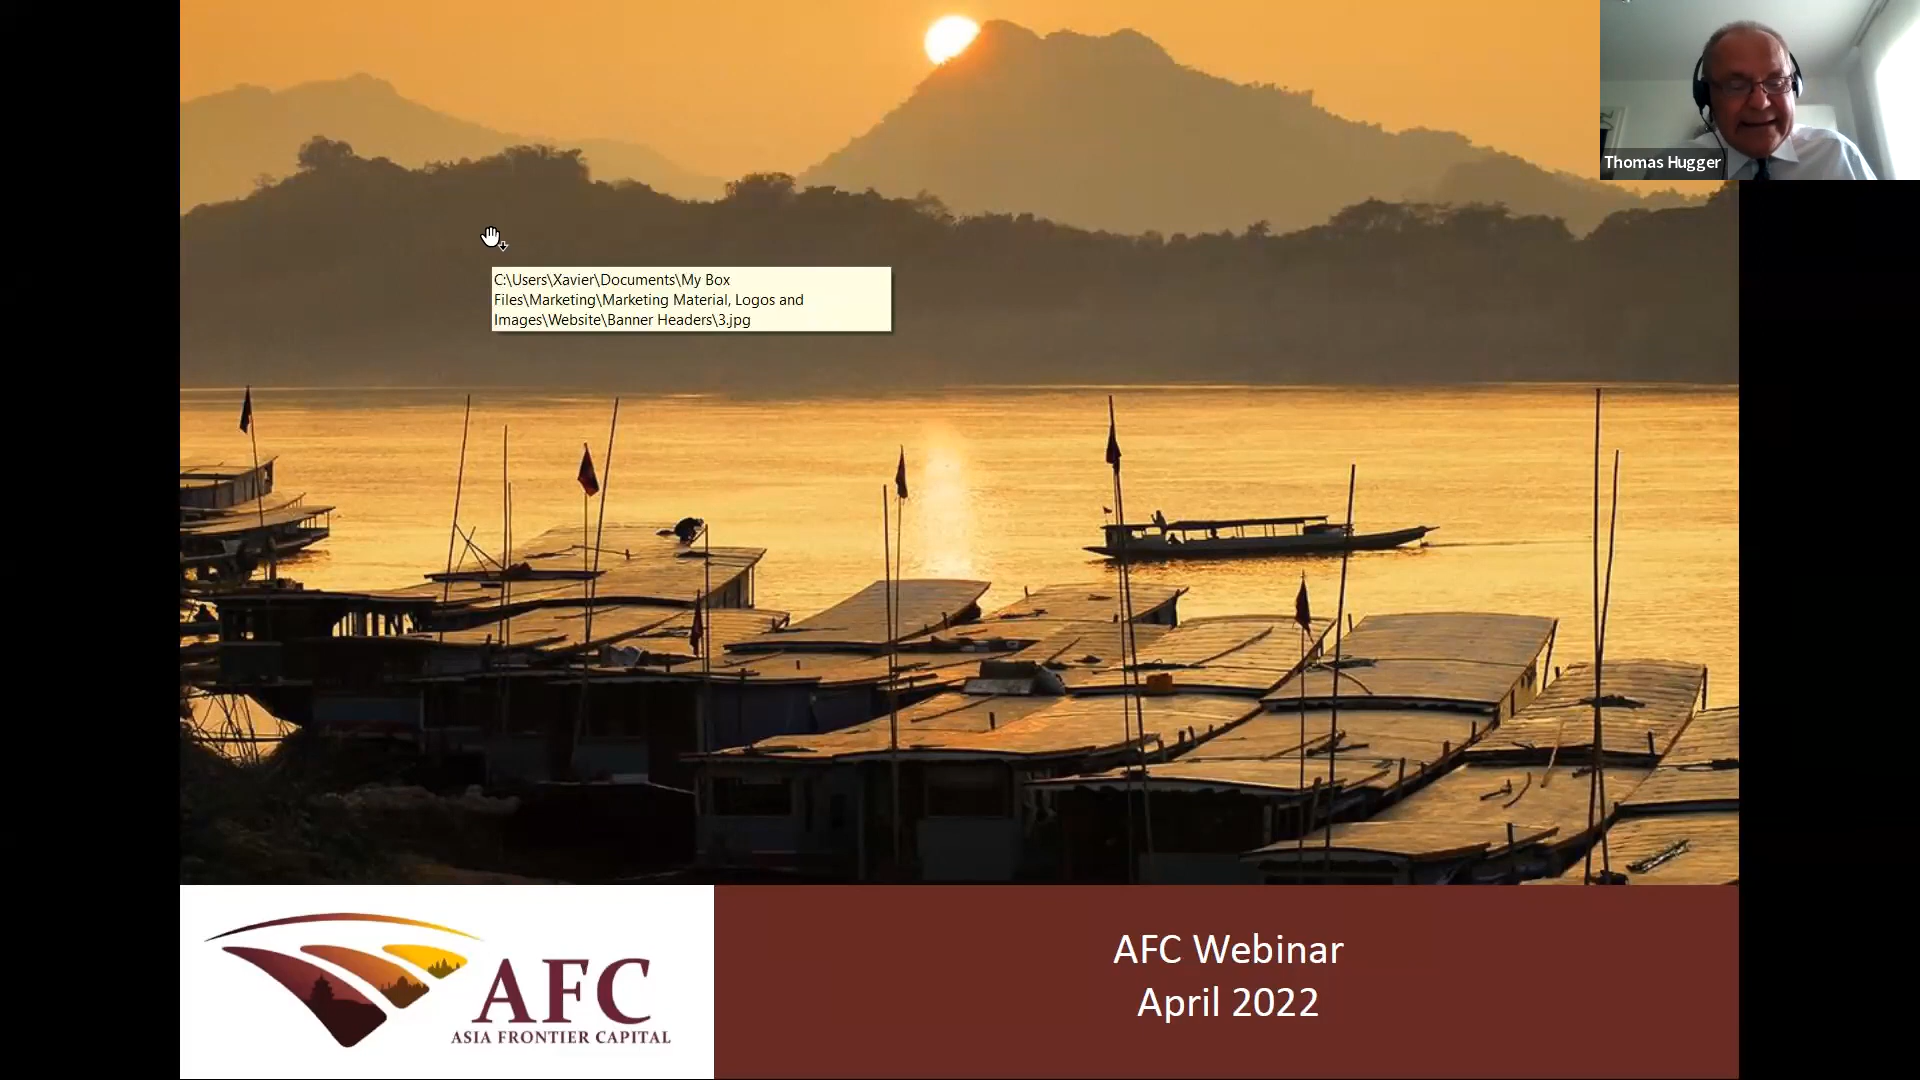 Thomas Hugger
C:\Users\Xavier\Documents\My Box
Files\Marketing\Marketing Material, Logos and
Images\Website\Banner Headers\3.jpg
AFC
ASIA FRONTIER CAPITAL
AFC Webinar
April 2022